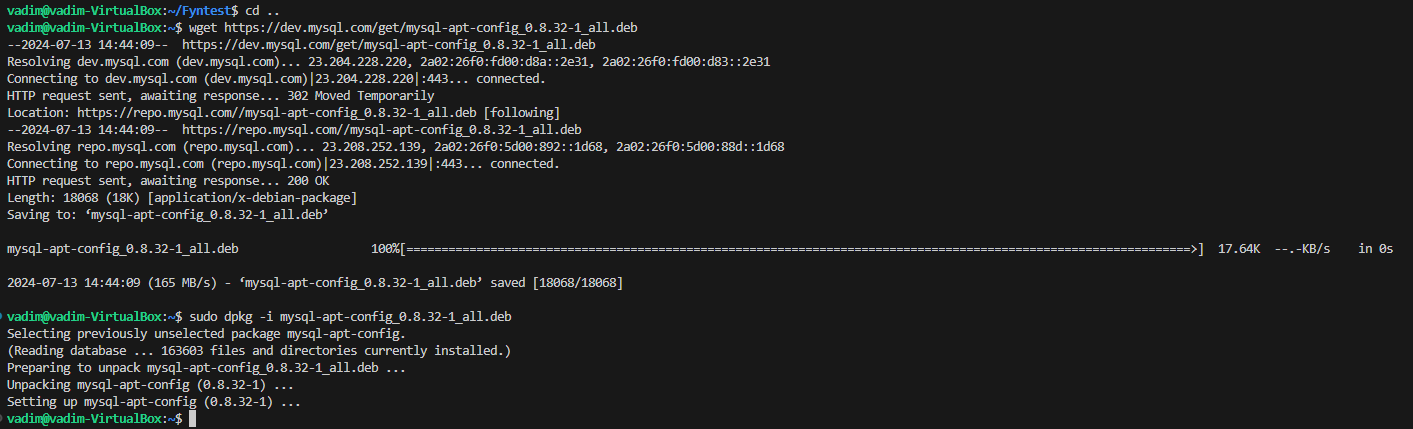 vadim@vadim-VirtualBox:~/Fyntest$ cd ..
vadim@vadim-VirtualBox:~$ wget https://dev.mysql.com/get/mysql-apt-config_0.8.32-1_all.deb
--2024-07-13 14:44:09--  https://dev.mysql.com/get/mysql-apt-config_0.8.32-1_all.deb
Resolving dev.mysql.com (dev.mysql.com)... 23.204.228.220, 2a02:26f0:fd00:d8a::2e31, 2a02:26f0:fd00:d83::2e31
Connecting to dev.mysql.com (dev.mysql.com)|23.204.228.220|:443... connected.
HTTP request sent, awaiting response... 302 Moved Temporarily
Location: https://repo.mysql.com//mysql-apt-config_0.8.32-1_all.deb [following]
--2024-07-13 14:44:09--  https://repo.mysql.com//mysql-apt-config_0.8.32-1_all.deb
Resolving repo.mysql.com (repo.mysql.com)... 23.208.252.139, 2a02:26f0:5d00:892::1d68, 2a02:26f0:5d00:88d::1d68
Connecting to repo.mysql.com (repo.mysql.com)|23.208.252.139|:443... connected.
HTTP request sent, awaiting response... 200 OK
Length: 18068 (18K) [application/x-debian-package]
Saving to: ‘mysql-apt-config_0.8.32-1_all.deb’
mysql-apt-config_0.8.32-1_all.deb 100%[================================================================================================================>] 17.64K --.-KB/s in 0s
2024-07-13 14:44:09 (165 MB/s) - ‘mysql-apt-config_0.8.32-1_all.deb’ saved [18068/18068]
vadim@vadim-VirtualBox:~$ sudo dpkg -i mysql-apt-config_0.8.32-1_all.deb
Selecting previously unselected package mysql-apt-config.
(Reading database ... 163603 files and directories currently installed.)
Preparing to unpack mysql-apt-config_0.8.32-1_all.deb ...
Unpacking mysql-apt-config (0.8.32-1) ...
Setting up mysql-apt-config (0.8.32-1) ...
vadim@vadim-VirtualBox:~$